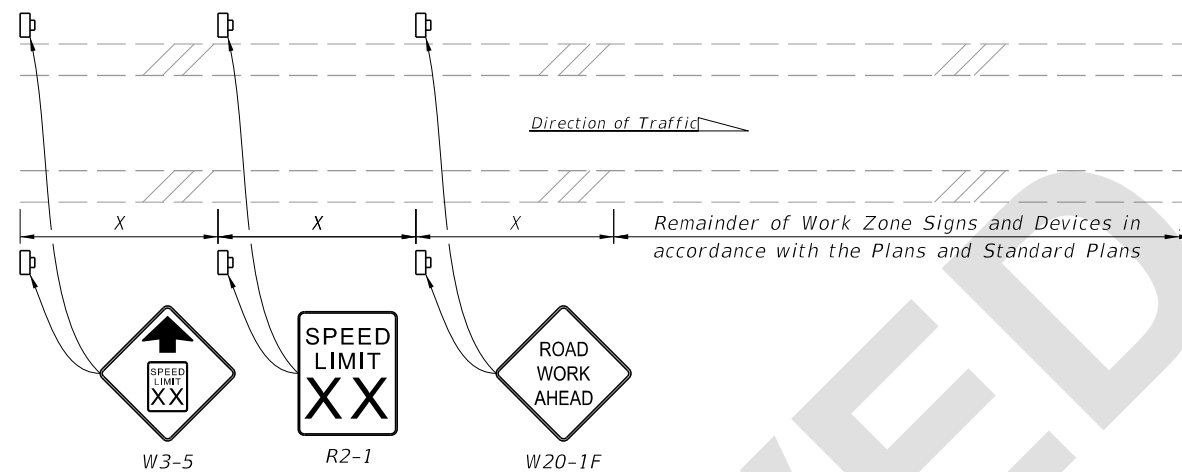 Direction of Traffic
X
X
X
Remainder of Work Zone Signs and Devices in
accordance with the Plans and Standard Plans
SPEED
LIMIT
XX
W3-5
SPEED
LIMIT
XX
R2-1
ROAD
WORK
AHEAD
W20-1F